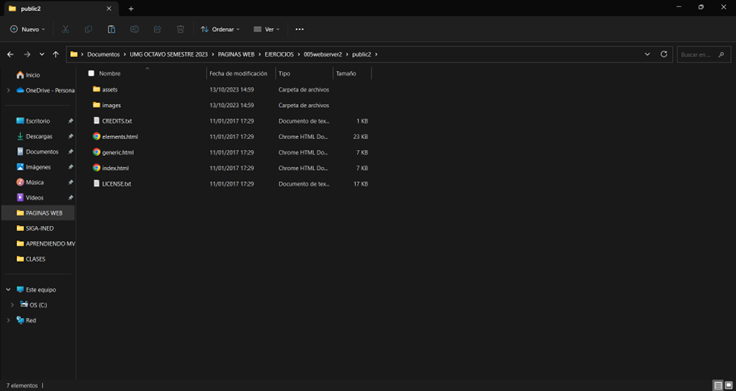 public2
Nuevo
Ordenar
Ver
Documentos > UMG OCTAVO SEMESTRE 2023 > PAGINAS WEB > EJERCICIOS > 005webserver2 > public2 >
Buscar en ...
Nombre Fecha de modificación Tipo Tamaño
Inicio
OneDrive - Persona
Escritorio
Descargas
Documentos
Imágenes
Música
Vídeos
PAGINAS WEB
SIGA-INED
APRENDIENDO MV
CLASES
Este equipo
OS (C:)
Red
assets 13/10/2023 14:59 Carpeta de archivos
images 13/10/2023 14:59 Carpeta de archivos
CREDITS.txt 11/01/2017 17:29 Documento de tex... 1 KB
elements.html 11/01/2017 17:29 Chrome HTML Do... 23 KB
generic.html 11/01/2017 17:29 Chrome HTML Do... 7 KB
index.html 11/01/2017 17:29 Chrome HTML Do... 7 KB
LICENSE.txt 11/01/2017 17:29 Documento de tex... 17 KB
7 elementos